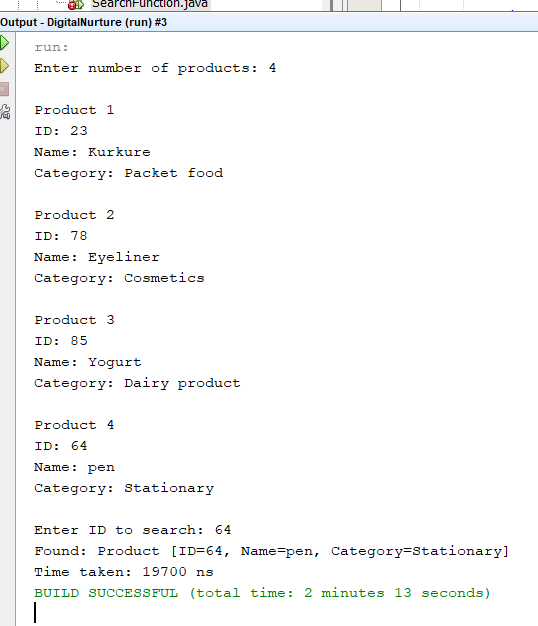 SearchFunction.java
Output - DigitalNurture (run) #3
run:
Enter number of products: 4
Product 1
ID: 23
Name: Kurkure
Category: Packet food
Product 2
ID: 78
Name: Eyeliner
Category: Cosmetics
Product 3
ID: 85
Name: Yogurt
Category: Dairy product
Product 4
ID: 64
Name: pen
Category: Stationary
Enter ID to search: 64
Found: Product [ID=64, Name=pen, Category=Stationary]
Time taken: 19700 ns
BUILD SUCCESSFUL (total time: 2 minutes 13 seconds)